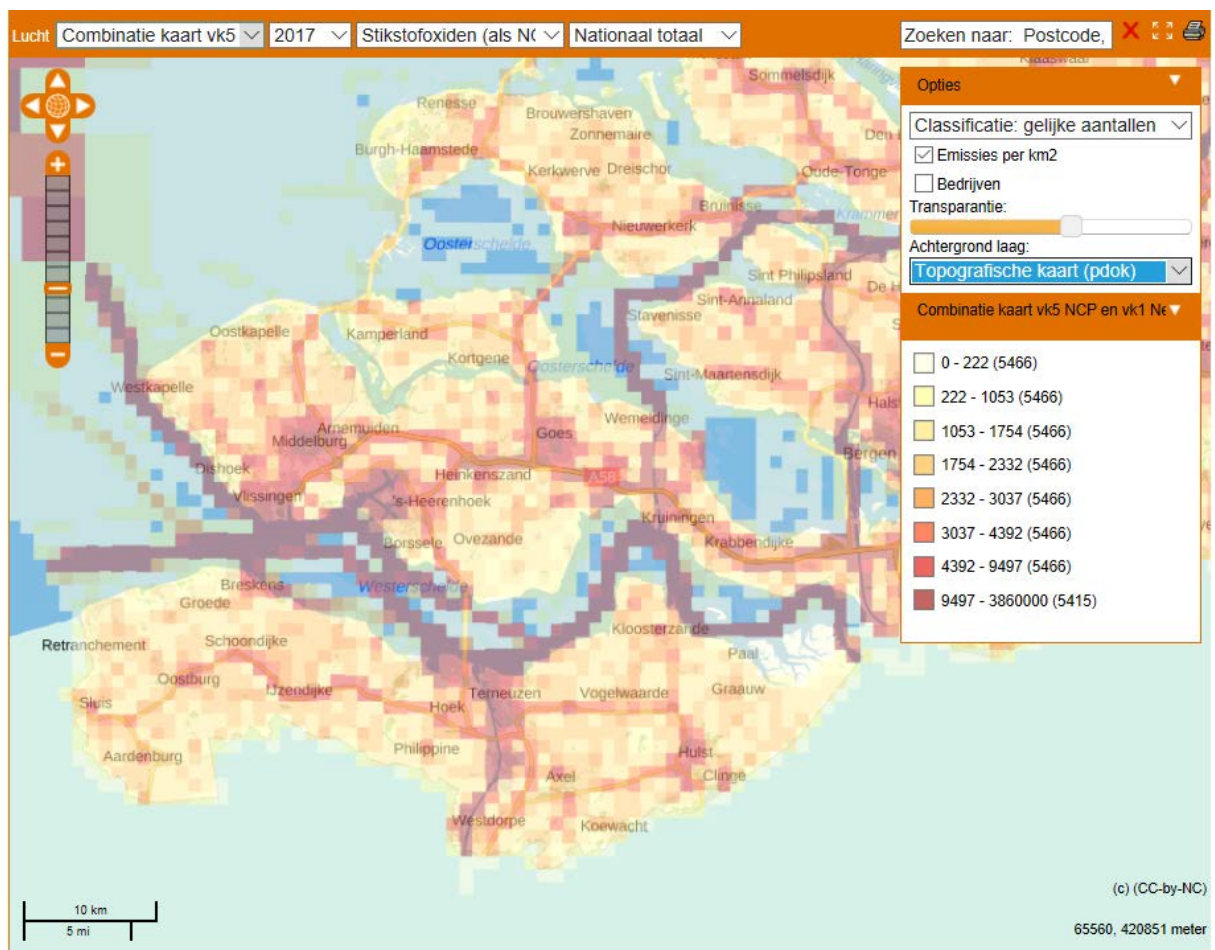 Lucht Combinatie kaart vk5 2017 Stikstofoxiden (als NO Nationaal totaal Zoeken naar: Postcode,
Klaaswaal
Sommelsdijk
Opties
Renesse
Brouwershaven
Zonnemaire
Classificatie: gelijke aantallen
Burgh-Haamstede
Emissies per km2
Kerkwerve Dreischor
Oude-Tonge
Bedrijven
Bruinisse
Transparantie:
Krammer
Nieuwerkerk
Oosterschelde
Achtergrond laag:
Sint Philipsland
Topografische kaart (pdok)
Sint-Annaland
Stavenisse
Combinatie kaart vk5 NCP en vk1 Ne
Oostkapelle
Kamperland
Kortgene
Oosterschelde
Sint-Maartensdijk
0 - 222 (5466)
Westkapelle
222 - 1053 (5466)
Hals
Wemeldinge
Arnemuiden
Middelburg
Goes
1053 - 1754 (5466)
Bergen
Dishoek
Heinkenszand
A58
1754 - 2332 (5466)
Vlissingen
's-Heerenhoek
2332 - 3037 (5466)
Kruiningen
Borssele
Ovezande
Krabbendijke
3037 - 4392 (5466)
Breskens
Westerschelde
4392 - 9497 (5466)
Groede
9497 - 3860000 (5415)
Kloosterzande
Retranchement
Schoondijke
Paal
Oostburg
IJzendijke
Terneuzen
Vogelwaarde
Graauw
Sluis
Hoek
Philippine
Hulst
Aardenburg
Axel
Clinge
Westdorpe
Koewacht
(c) (CC-by-NC)
10 km
5 mi
65560, 420851 meter